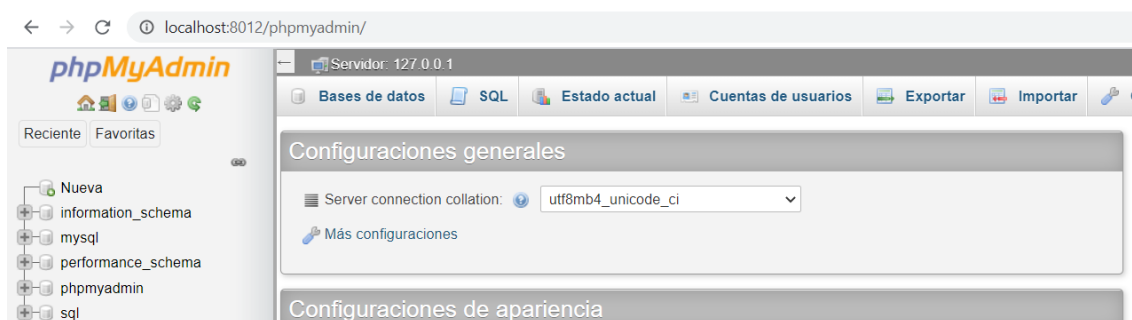 localhost:8012/phpmyadmin/
phpMyAdmin
Reciente Favoritas
Nueva
information_schema
mysql
performance_schema
phpmyadmin
sql
Servidor: 127.0.0.1
Bases de datos SQL Estado actual Cuentas de usuarios Exportar Importar
Configuraciones generales
Server connection collation: utf8mb4_unicode_ci
Más configuraciones
Configuraciones de apariencia